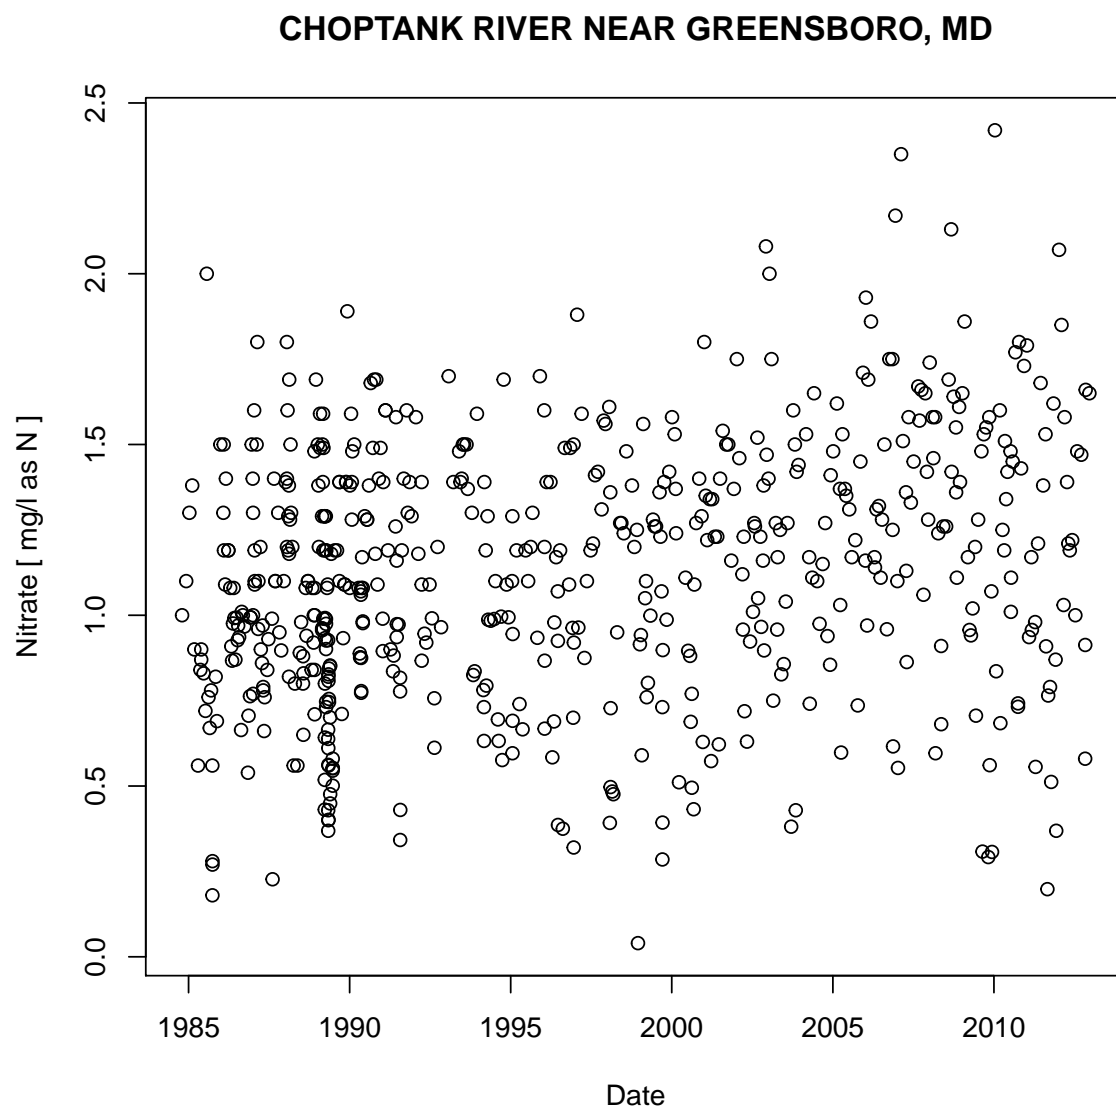 CHOPTANK RIVER NEAR GREENSBORO, MD
Nitrate [ mg/l as N ]
2.5
2.0
1.5
1.0
0.5
0.0
1985 1990 1995 2000 2005 2010
Date